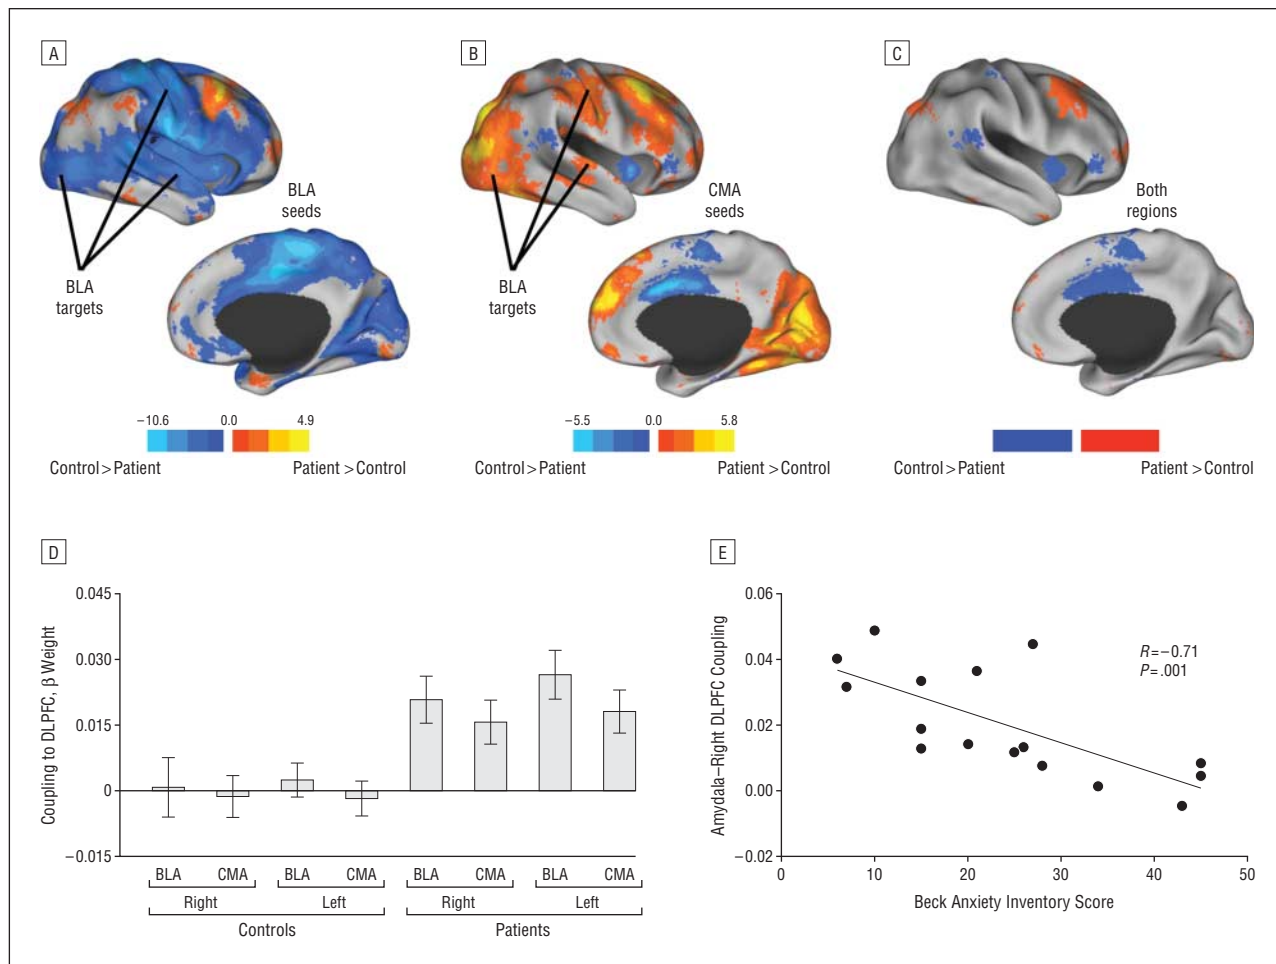 A
B
C
BLA
seeds
CMA
seeds
Both
regions
BLA
targets
BLA
targets
−10.6 0.0 4.9
Control>Patient Patient >Control
−5.5 0.0 5.8
Control>Patient Patient >Control
Control>Patient Patient >Control
D
Coupling to DLPFC, β Weight
0.045
0.030
0.015
0
−0.015
BLA CMA BLA CMA BLA CMA BLA CMA
Right Left Right Left
Controls Patients
E
Amydala–Right DLPFC Coupling
0.06
0.04
0.02
0.00
−0.02
R=−0.71
P=.001
0 10 20 30 40 50
Beck Anxiety Inventory Score